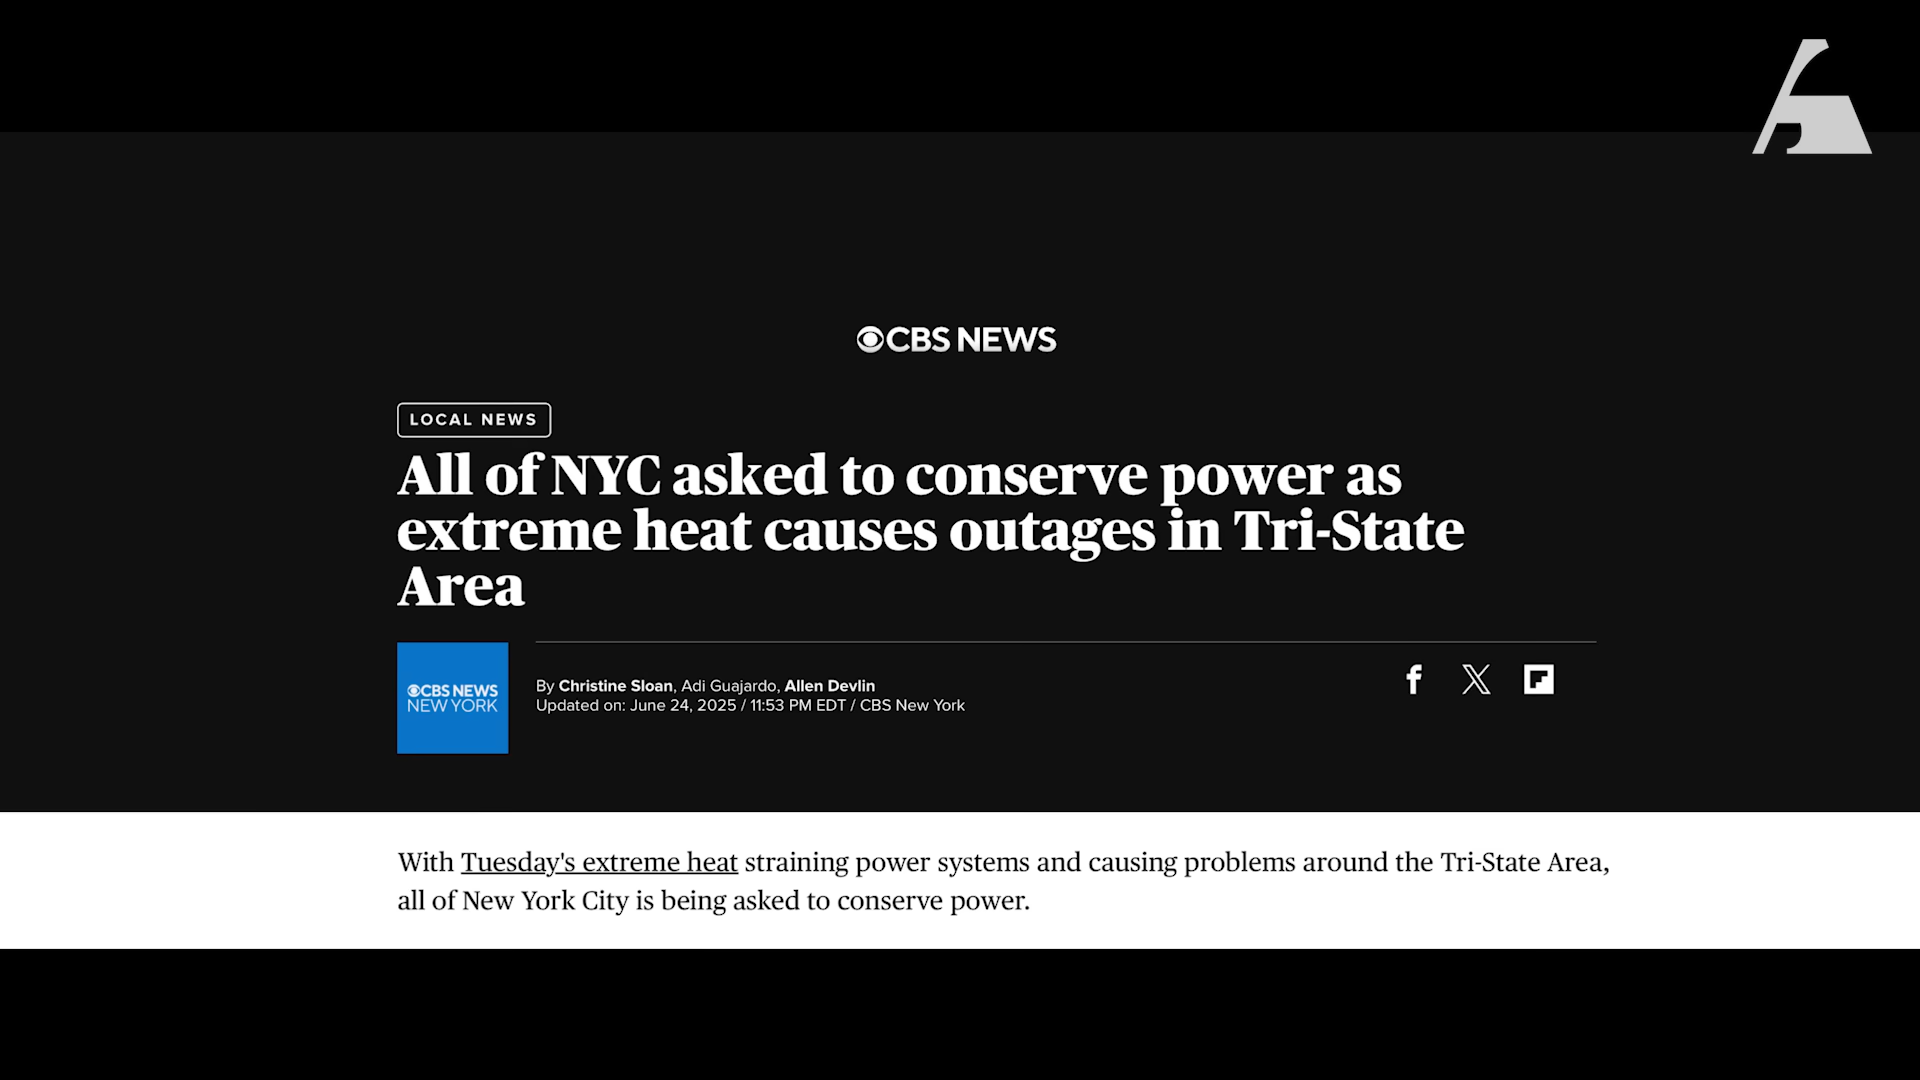 CBS NEWS
LOCAL NEWS
All of NYC asked to conserve power as
extreme heat causes outages in Tri-State
Area
CBS NEWS
NEW YORK
By Christine Sloan, Adi Guajardo, Allen Devlin
Updated on: June 24, 2025 / 11:53 PM EDT / CBS New York
With Tuesday's extreme heat straining power systems and causing problems around the Tri-State Area,
all of New York City is being asked to conserve power.